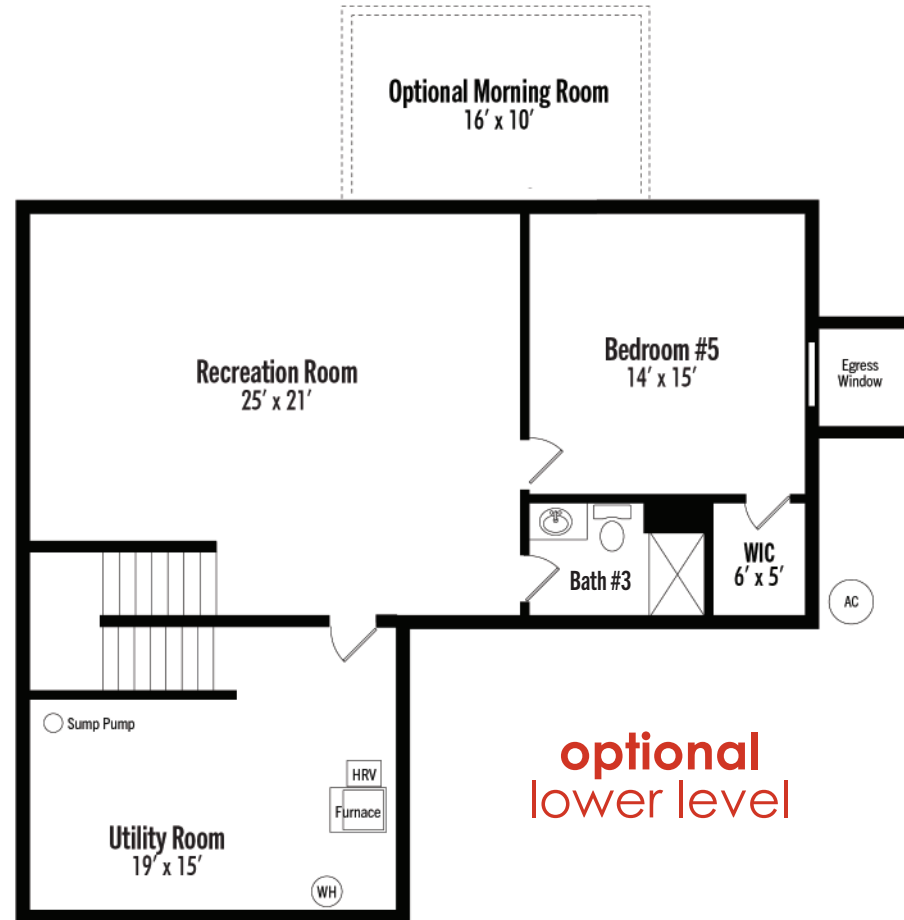 Optional Morning Room
16′ x 10′
Recreation Room
25′ x 21′
Bedroom #5
14′ x 15′
Egress
Window
Bath #3
WIC
6′ x 5′
AC
Sump Pump
HRV
Furnace
Utility Room
19′ x 15′
WH
optional
lower level